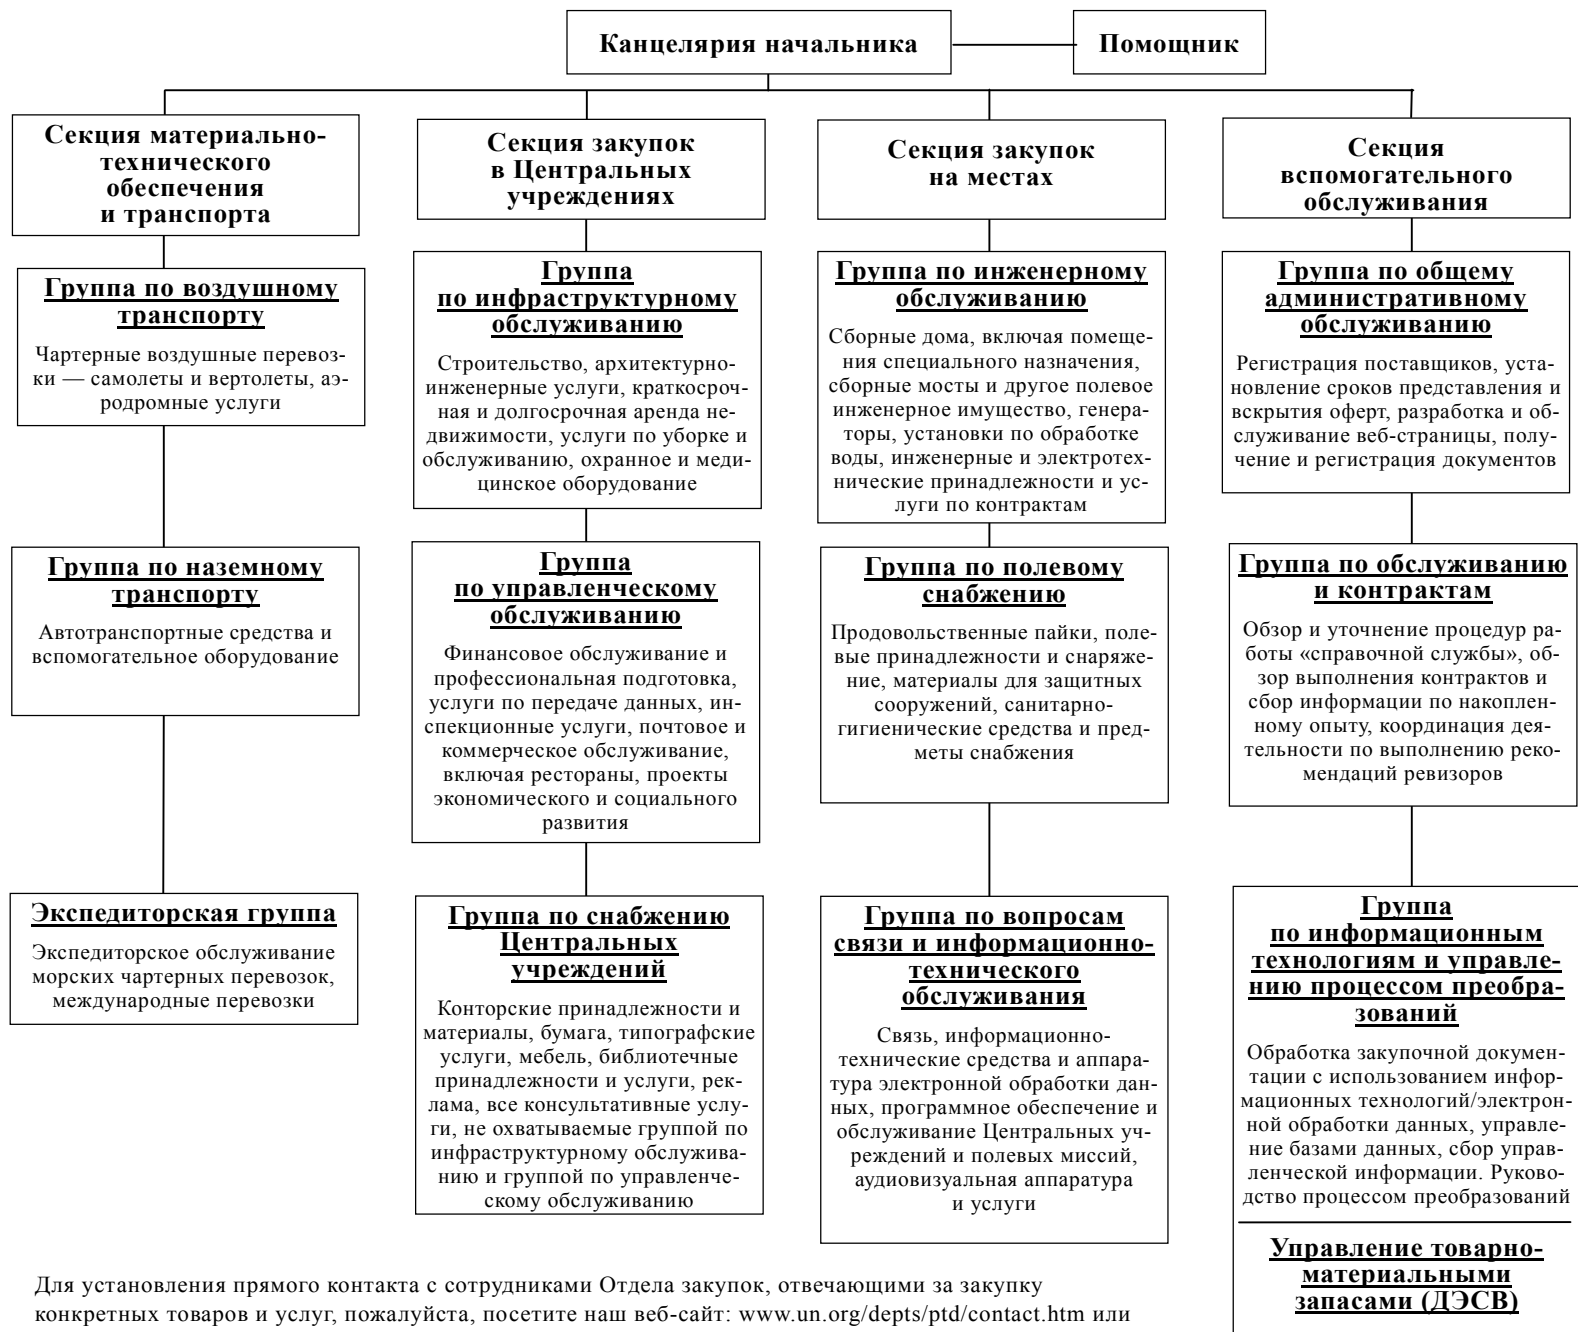 Канцелярия начальника
Помощник
Секция материально-
технического
обеспечения
и транспорта
Группа по воздушному
транспорту
Чартерные воздушные перевоз-
ки — самолеты и вертолеты, аэ-
родромные услуги
Группа по наземному
транспорту
Автотранспортные средства и
вспомогательное оборудование
Экспедиторская группа
Экспедиторское обслуживание
морских чартерных перевозок,
международные перевозки
Секция закупок
в Центральных
учреждениях
Группа
по инфраструктурному
обслуживанию
Строительство, архитектурно-
инженерные услуги, краткосроч-
ная и долгосрочная аренда не-
движимости, услуги по уборке и
обслуживанию, охранное и меди-
цинское оборудование
Группа
по управленческому
обслуживанию
Финансовое обслуживание и
профессиональная подготовка,
услуги по передаче данных, ин-
спекционные услуги, почтовое и
коммерческое обслуживание,
включая рестораны, проекты
экономического и социального
развития
Группа по снабжению
Центральных
учреждений
Конторские принадлежности и
материалы, бумага, типографские
услуги, мебель, библиотечные
принадлежности и услуги, рек-
лама, все консультативные услу-
ги, не охватываемые группой по
инфраструктурному обслужива-
нию и группой по управленче-
скому обслуживанию
Секция закупок
на местах
Группа по инженерному
обслуживанию
Сборные дома, включая помеще-
ния специального назначения,
сборные мосты и другое полевое
инженерное имущество, генера-
торы, установки по обработке
воды, инженерные и электротех-
нические принадлежности и ус-
луги по контрактам
Группа по полевому
снабжению
Продовольственные пайки, поле-
вые принадлежности и снаряже-
ние, материалы для защитных
сооружений, санитарно-
гигиенические средства и пред-
меты снабжения
Группа по вопросам
связи и информационно-
технического
обслуживания
Связь, информационно-
технические средства и аппара-
тура электронной обработки дан-
ных, программное обеспечение и
обслуживание Центральных уч-
реждений и полевых миссий,
аудиовизуальная аппаратура
и услуги
Секция
вспомогательного
обслуживания
Группа по общему
административному
обслуживанию
Регистрация поставщиков, уста-
новление сроков представления и
вскрытия оферт, разработка и об-
служивание веб-страницы, полу-
чение и регистрация документов
Группа по обслуживанию
и контрактам
Обзор и уточнение процедур ра-
боты «справочной службы», об-
зор выполнения контрактов и
сбор информации по накоплен-
ному опыту, координация дея-
тельности по выполнению реко-
мендаций ревизоров
Группа
по информационным
технологиям и управле-
нию процессом преобра-
зований
Обработка закупочной докумен-
тации с использованием инфор-
мационных технологий/электрон-
ной обработки данных, управле-
ние базами данных, сбор управ-
ленческой информации. Руково-
дство процессом преобразований
Управление товарно-
материальными
запасами (ДЭСВ)
Для установления прямого контакта с сотрудниками Отдела закупок, отвечающими за закупку
конкретных товаров и услуг, пожалуйста, посетите наш веб-сайт: www.un.org/depts/ptd/contact.htm или